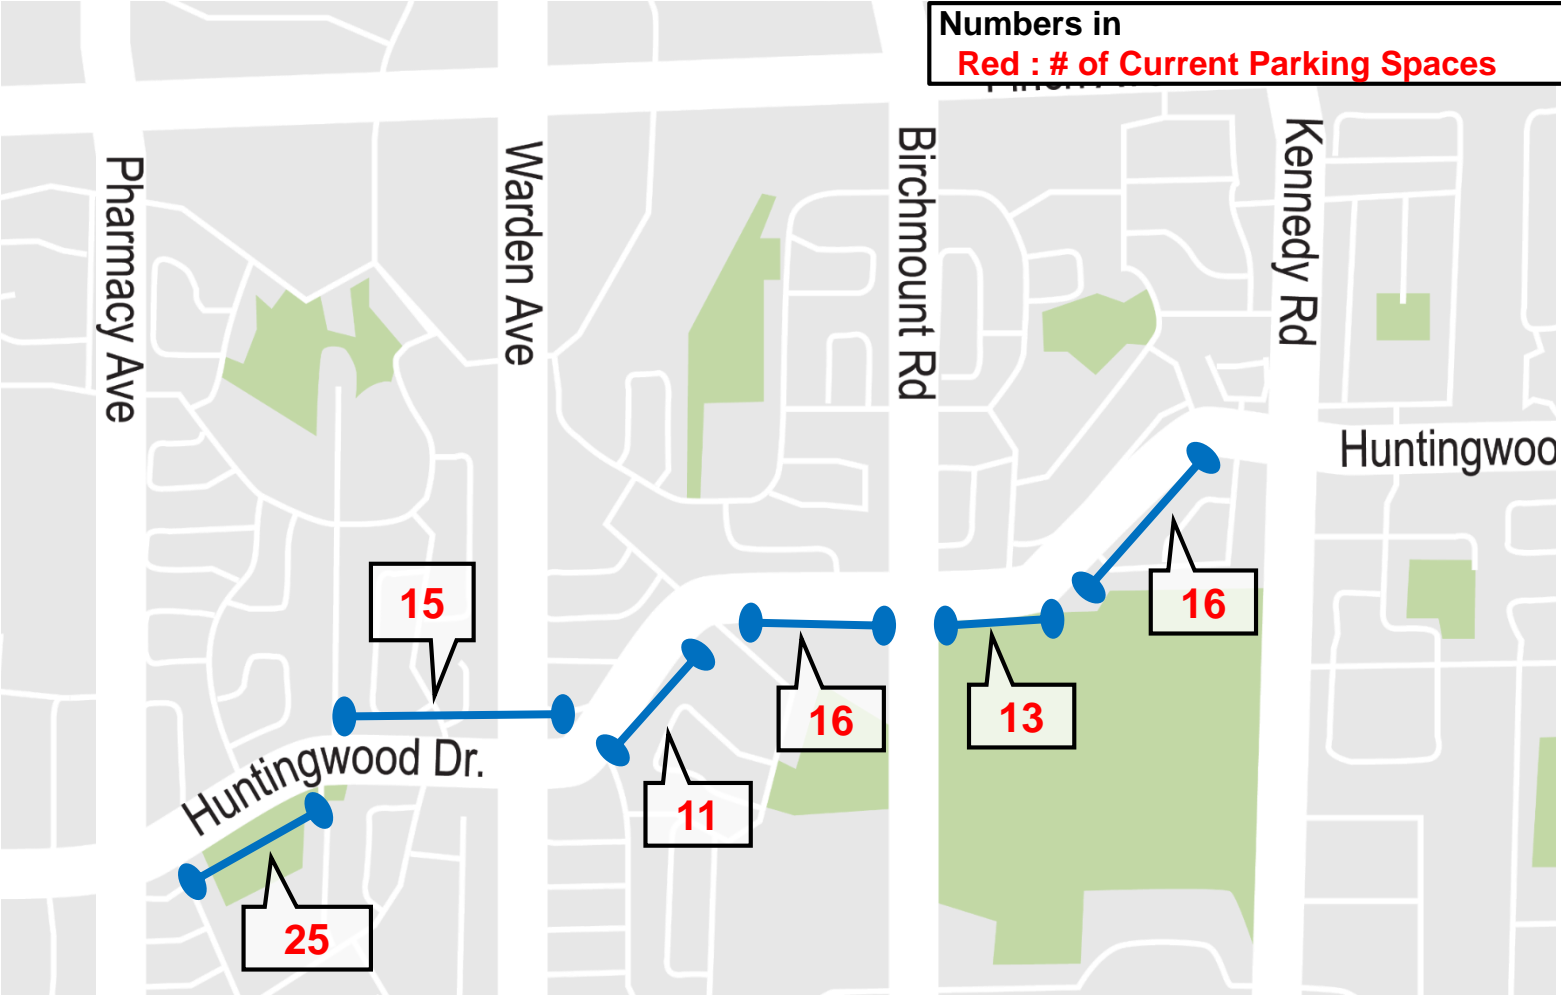 Numbers in
Red : # of Current Parking Spaces
Pharmacy Ave
Warden Ave
Birchmount Rd
Kennedy Rd
Huntingwoo
15
16
16
13
11
Huntingwood Dr.
25